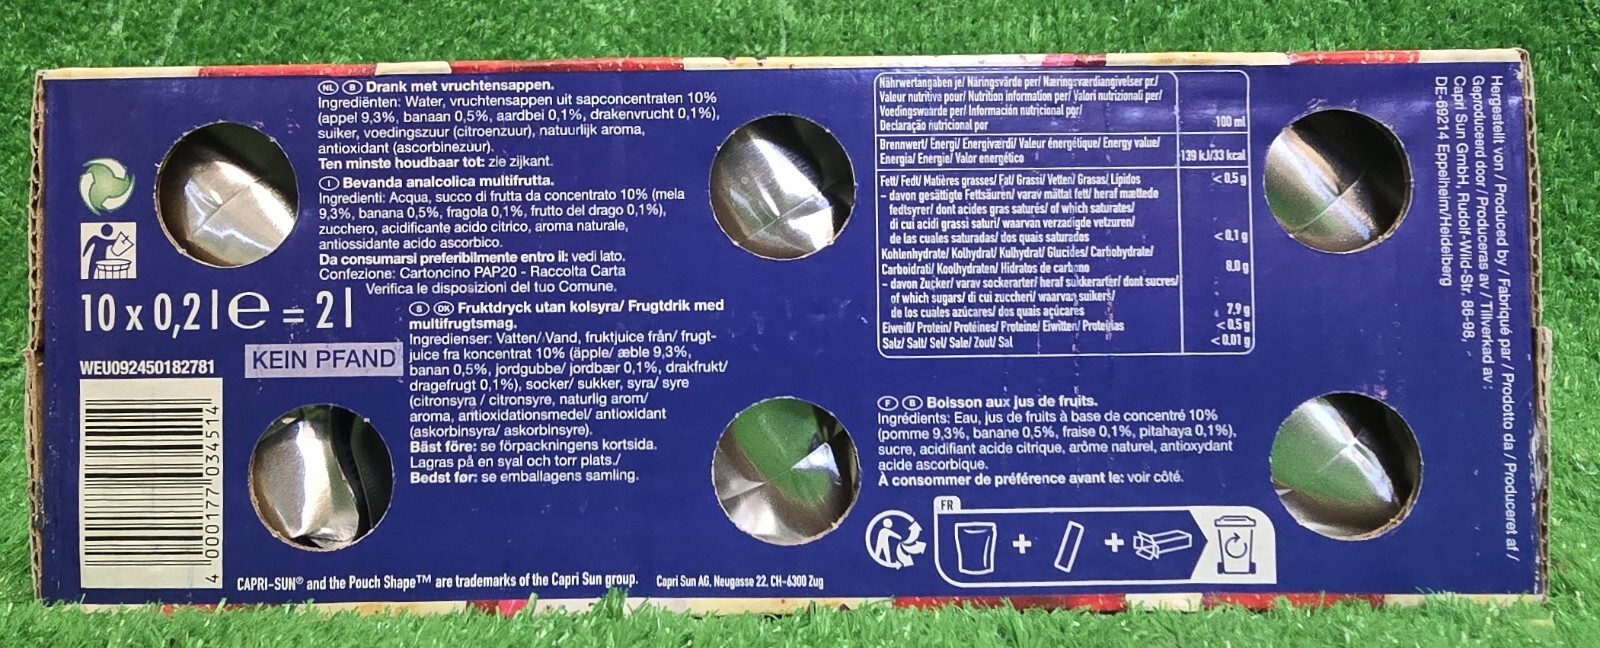 NL B Drank met vruchtensappen.
Ingrediënten: Water, vruchtensappen uit sapconcentraten 10%
(appel 9,3%, banaan 0,5%, aardbei 0,1%, drakenvrucht 0,1%),
suiker, voedingszuur (citroenzuur), natuurlijk aroma,
antioxidant (ascorbinezuur).
Ten minste houdbaar tot: zie zijkant.
I Bevanda analcolica multifrutta.
Ingredienti: Acqua, succo di frutta da concentrato 10% (mela
9,3%, banana 0,5%, fragola 0,1%, frutto del drago 0,1%),
zucchero, acidificante acido citrico, aroma naturale,
antiossidante acido ascorbico.
Da consumarsi preferibilmente entro il: vedi lato.
Confezione: Cartoncino PAP20 - Raccolta Carta
Verifica le disposizioni del tuo Comune.
10 x 0,2 l e = 2 l
WEU092450182781
KEIN PFAND
4 000177 034514
S DK Fruktdryck utan kolsyra/ Frugtdrik med
multifrugtsmag.
Ingredienser: Vatten/ Vand, fruktjuice från/ frugt-
juice fra koncentrat 10% (äpple/ æble 9,3%,
banan 0,5%, jordgubbe/ jordbær 0,1%, drakfrukt/
dragefrugt 0,1%), socker/ sukker, syra/ syre
(citronsyra / citronsyre, naturlig arom/
aroma, antioxidationsmedel/ antioxidant
(askorbinsyra/ askorbinsyre).
Bäst före: se förpackningens kortsida.
Lagras på en sval och torr plats./
Bedst før: se emballagens samling.
CAPRI-SUN® and the Pouch Shape™ are trademarks of the Capri Sun group. Capri Sun AG, Neugasse 22, CH-6300 Zug
Nährwertangaben je/ Näringsvärde per/ Næringsværdiangivelser pr./
Valeur nutritive pour/ Nutrition information per/ Valori nutrizionali per/
Voedingswaarde per/ Información nutricional por/
Declaração nutricional por 100 ml
Brennwert/ Energi/ Energiværdi/ Valeur énergétique/ Energy value/
Energia/ Energie/ Valor energético 139 kJ/33 kcal
Fett/ Fedt/ Matières grasses/ Fat/ Grassi/ Vetten/ Grasas/ Lípidos < 0,5 g
- davon gesättigte Fettsäuren/ varav mättat fett/ heraf mættede
fedtsyrer/ dont acides gras saturés/ of which saturates/
di cui acidi grassi saturi/ waarvan verzadigde vetzuren/
de las cuales saturadas/ dos quais saturados < 0,1 g
Kohlenhydrate/ Kolhydrat/ Kulhydrat/ Glucides/ Carbohydrate/
Carboidrati/ Koolhydraten/ Hidratos de carbono 8,0 g
- davon Zucker/ varav sockerarter/ heraf sukkerarter/ dont sucres/
of which sugars/ di cui zuccheri/ waarvan suikers/
de los cuales azúcares/ dos quais açúcares 7,9 g
Eiweiß/ Protein/ Protéines/ Proteine/ Eiwitten/ Proteínas < 0,5 g
Salz/ Salt/ Sel/ Sale/ Zout/ Sal < 0,01 g
F B Boisson aux jus de fruits.
Ingrédients: Eau, jus de fruits à base de concentré 10%
(pomme 9,3%, banane 0,5%, fraise 0,1%, pitahaya 0,1%),
sucre, acidifiant acide citrique, arôme naturel, antioxydant
acide ascorbique.
À consommer de préférence avant le: voir côté.
FR
Hergestellt von / Produced by / Fabriqué par / Prodotto da / Produceret af /
Geproduceerd door / Produceras av / Tillverkad av:
Capri Sun GmbH, Rudolf-Wild-Str. 86-98,
DE-69214 Eppelheim/Heidelberg